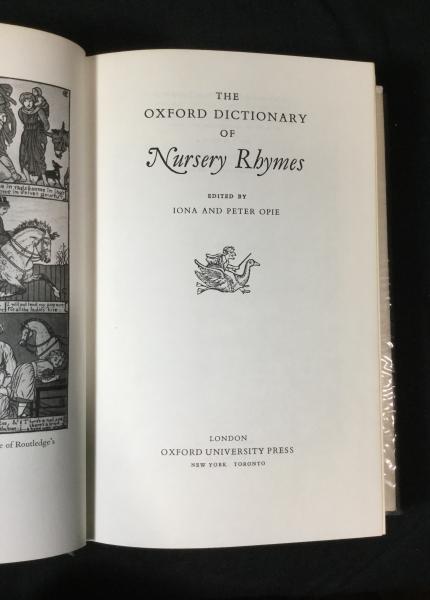 THE
OXFORD DICTIONARY
OF
Nursery Rhymes
EDITED BY
IONA AND PETER OPIE
LONDON
OXFORD UNIVERSITY PRESS
NEW YORK TORONTO
e of Routledge's